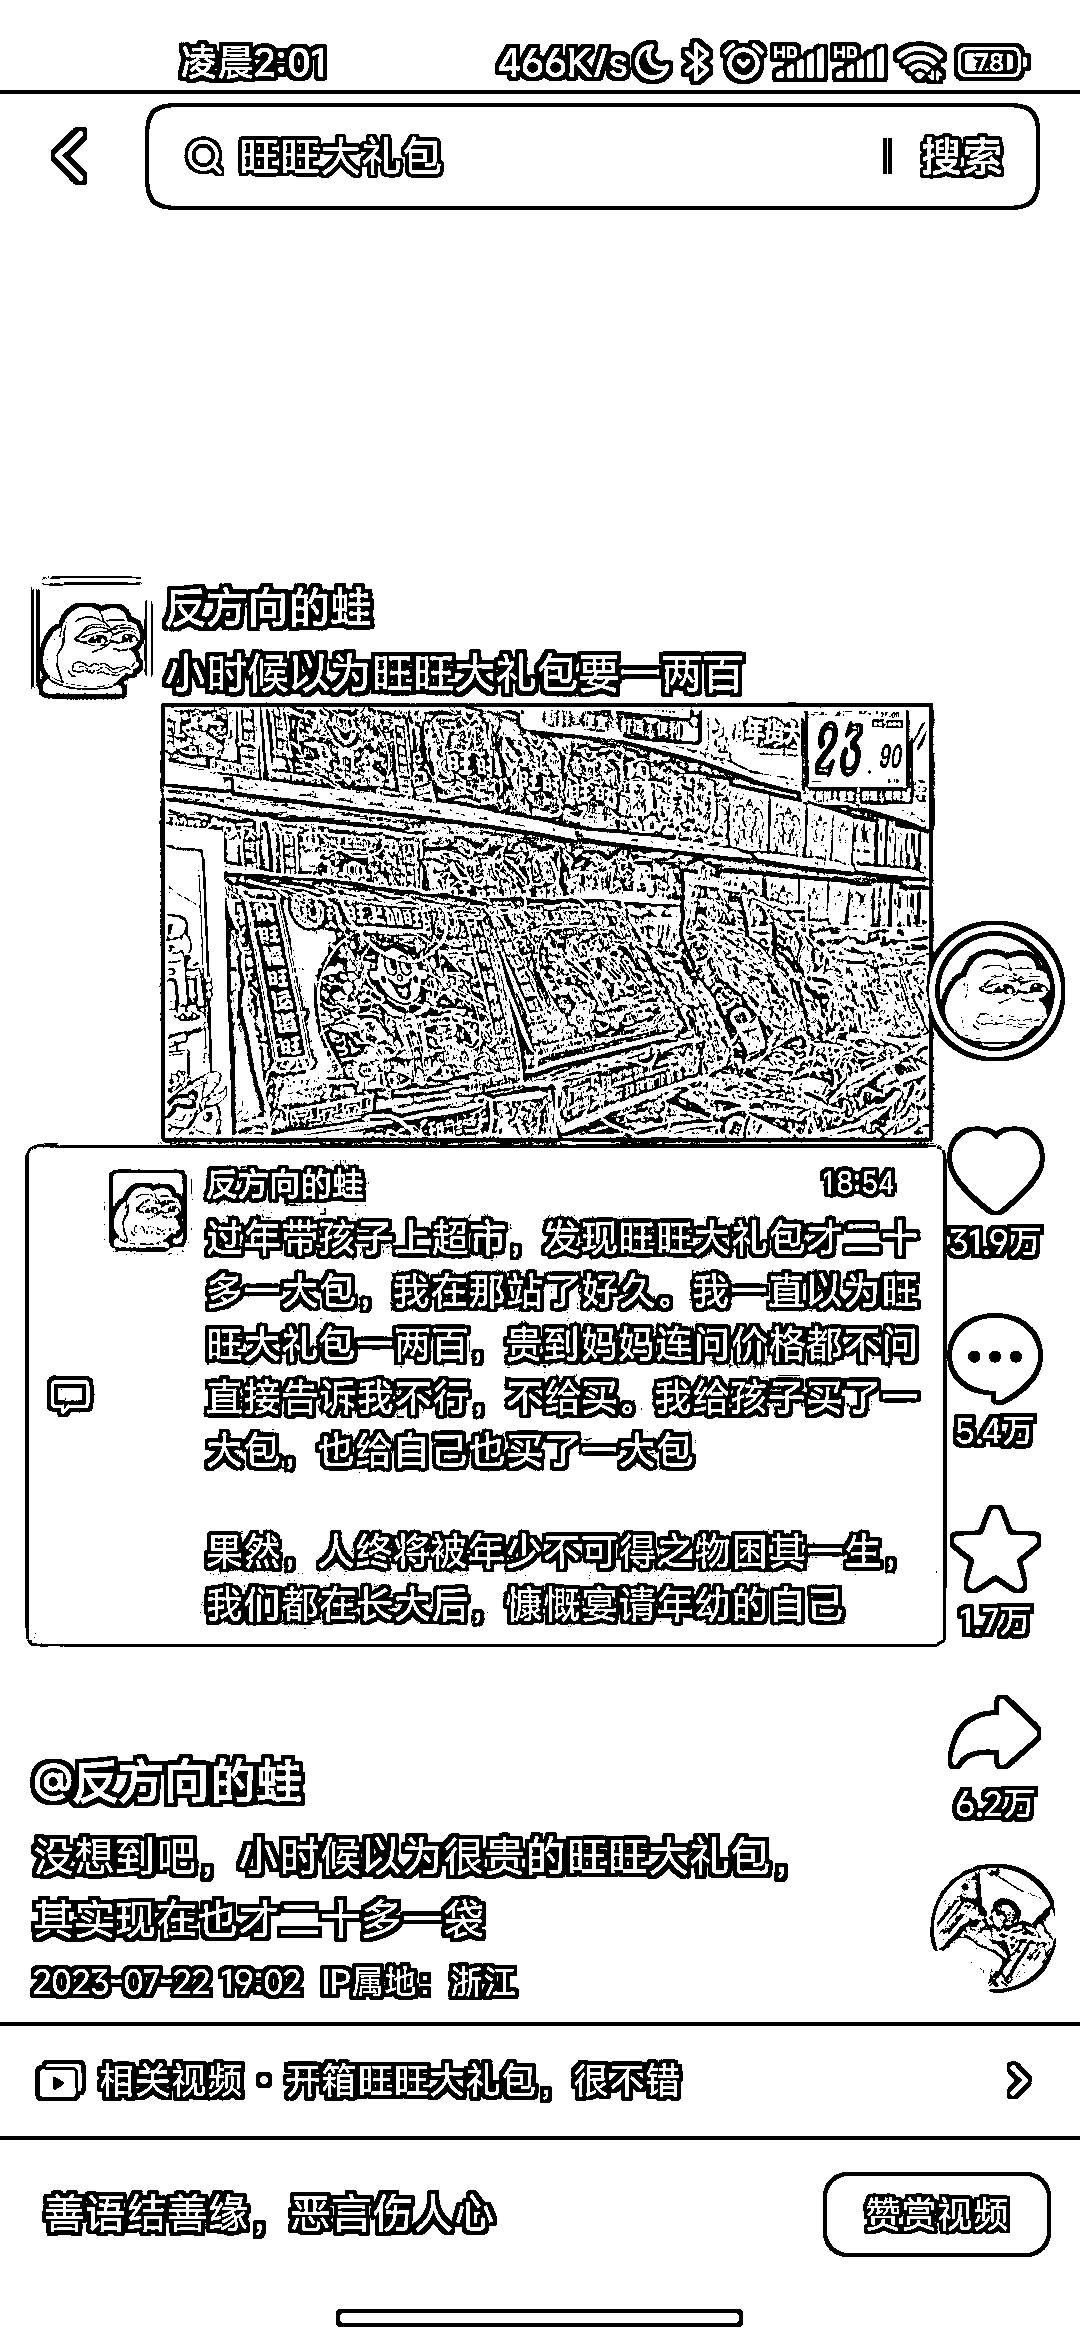 凌晨2:01 466K/s HD HD 78
旺旺大礼包 搜索
反方向的蛙
小时候以为旺旺大礼包要一两百
23.90
反方向的蛙 18:54
过年带孩子上超市，发现旺旺大礼包才二十
多一大包，我在那站了好久。我一直以为旺
旺大礼包一两百，贵到妈妈连问价格都不问
直接告诉我不行，不给买。我给孩子买了一
大包，也给自己也买了一大包
果然，人终将被年少不可得之物困其一生，
我们都在长大后，慷慨宴请年幼的自己
31.9万
5.4万
1.7万
6.2万
@反方向的蛙
没想到吧，小时候以为很贵的旺旺大礼包，
其实现在也才二十多一袋
2023-07-22 19:02 IP属地：浙江
相关视频·开箱旺旺大礼包，很不错
善语结善缘，恶言伤人心 赞赏视频